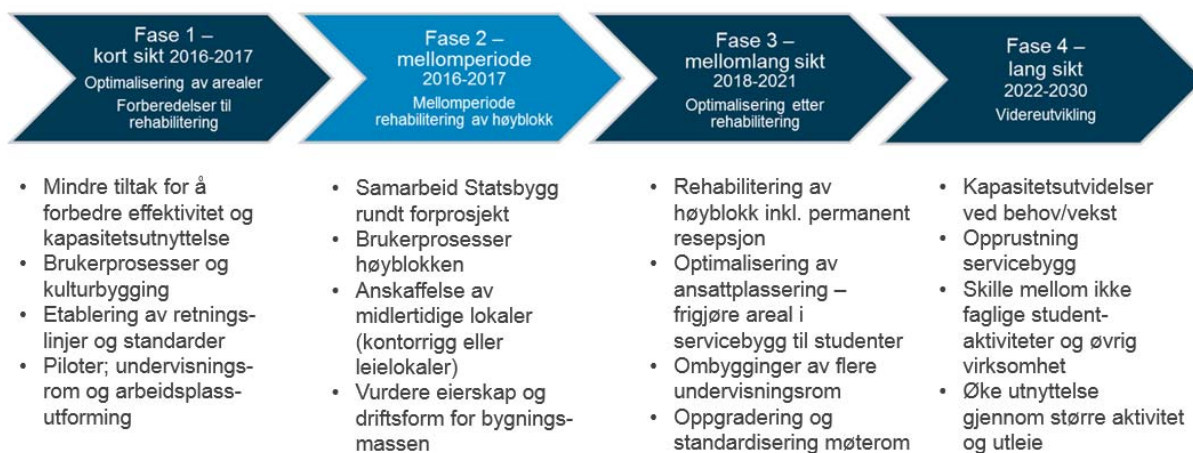 Fase 1 –
kort sikt 2016-2017
Optimalisering av arealer
Forberedelser til
rehabilitering
Fase 2 –
mellomperiode
2016-2017
Mellomperiode
rehabilitering av høyblokk
Fase 3 –
mellomlang sikt
2018-2021
Optimalisering etter
rehabilitering
Fase 4 –
lang sikt
2022-2030
Videreutvikling
• Mindre tiltak for å
forbedre effektivitet og
kapasitetsutnyttelse
• Brukerprosesser og
kulturbygging
• Etablering av retnings-
linjer og standarder
• Piloter; undervisnings-
rom og arbeidsplass-
utforming
• Samarbeid Statsbygg
rundt forprosjekt
• Brukerprosesser
høyblokken
• Anskaffelse av
midlertidige lokaler
(kontorrigg eller
leielokaler)
• Vurdere eierskap og
driftsform for bygnings-
massen
• Rehabilitering av
høyblokk inkl. permanent
resepsjon
• Optimalisering av
ansattplassering –
frigjøre areal i
servicebygg til studenter
• Ombygginger av flere
undervisningsrom
• Oppgradering og
standardisering møterom
• Kapasitetsutvidelser
ved behov/vekst
• Opprustning
servicebygg
• Skille mellom ikke
faglige student-
aktiviteter og øvrig
virksomhet
• Øke utnyttelse
gjennom større aktivitet
og utleie